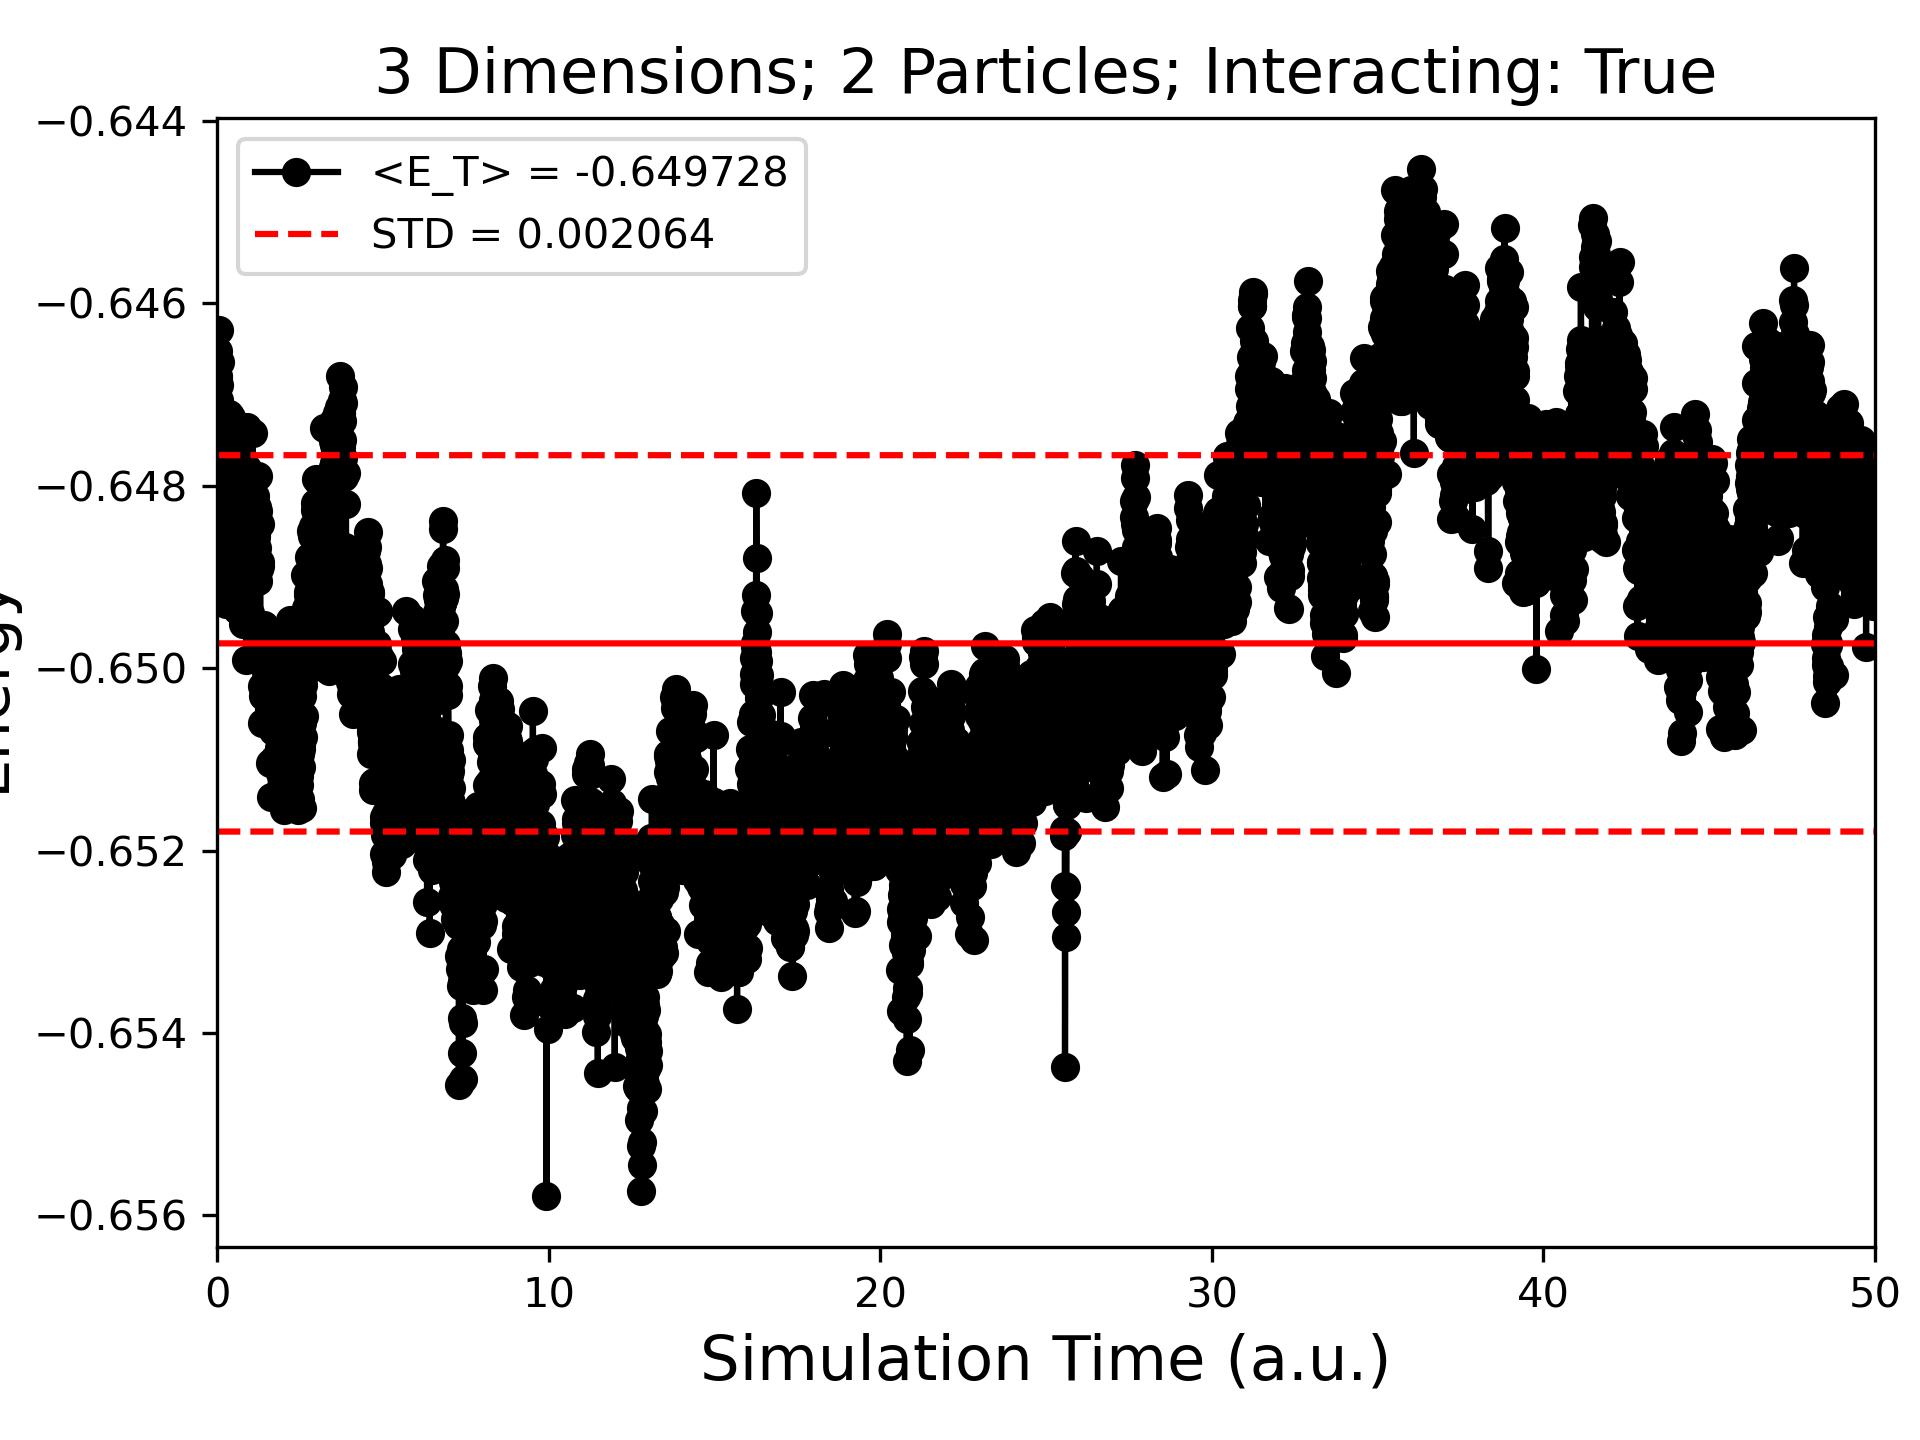 3 Dimensions; 2 Particles; Interacting: True
<E_T> = -0.649728
STD = 0.002064
−0.644
−0.646
−0.648
−0.650
−0.652
−0.654
−0.656
Energy
0 10 20 30 40 50
Simulation Time (a.u.)